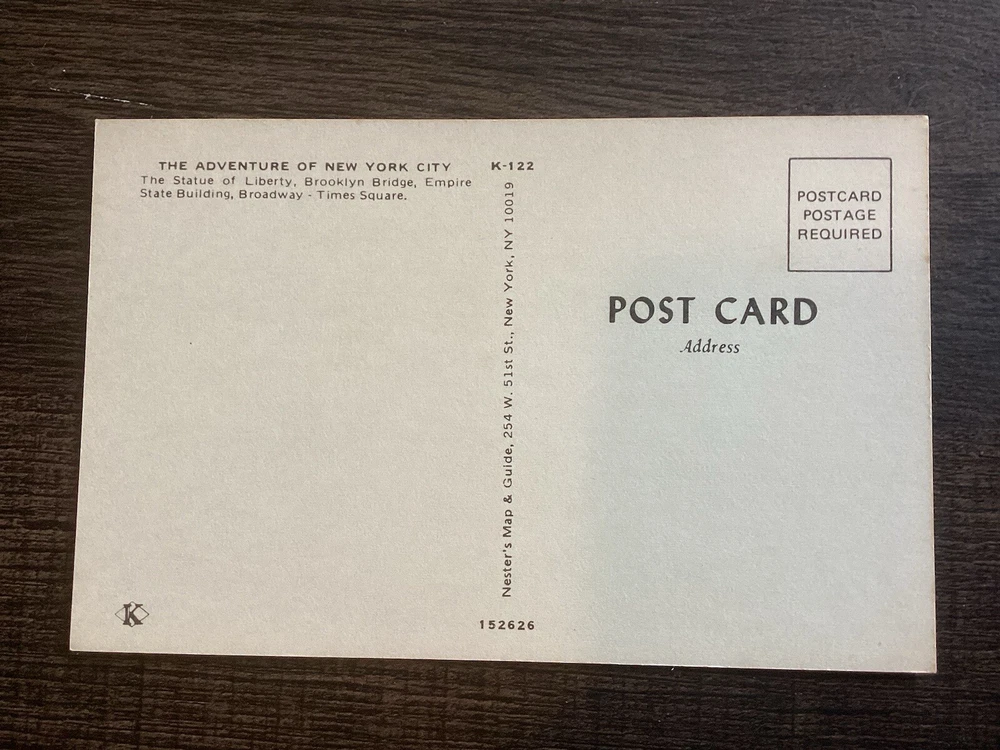 THE ADVENTURE OF NEW YORK CITY
The Statue of Liberty, Brooklyn Bridge, Empire
State Building, Broadway - Times Square.
K-122
Nester's Map & Guide, 254 W. 51st St., New York, NY 10019
152626
K
POSTCARD
POSTAGE
REQUIRED
POST CARD
Address